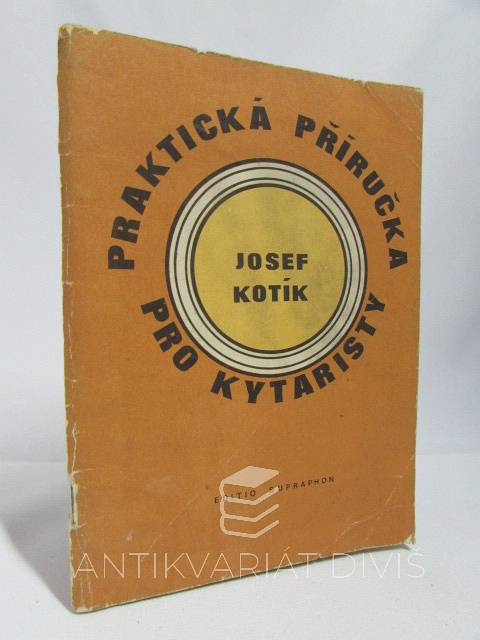 PRAKTICKÁ PŘÍRUČKA
JOSEF
KOTÍK
PRO KYTARISTY
EDITIO SUPRAPHON
ANTIKVARIÁT DIVIŠ